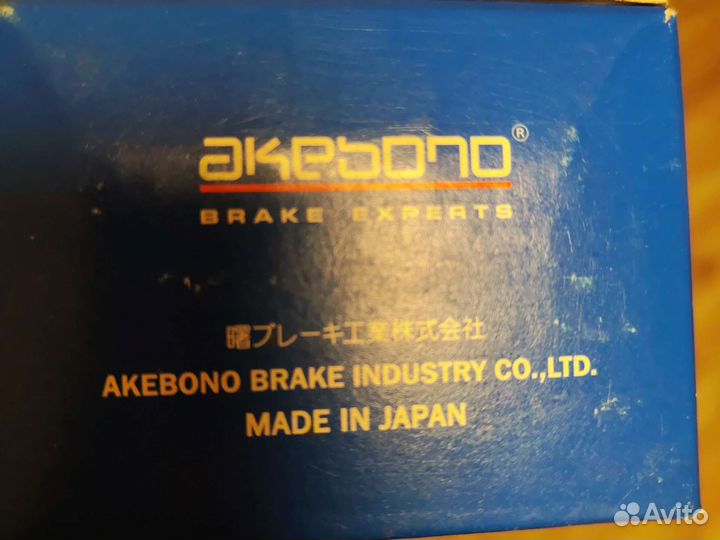 akebono®
BRAKE EXPERTS
曙ブレーキ工業株式会社
AKEBONO BRAKE INDUSTRY CO.,LTD.
MADE IN JAPAN
Avito